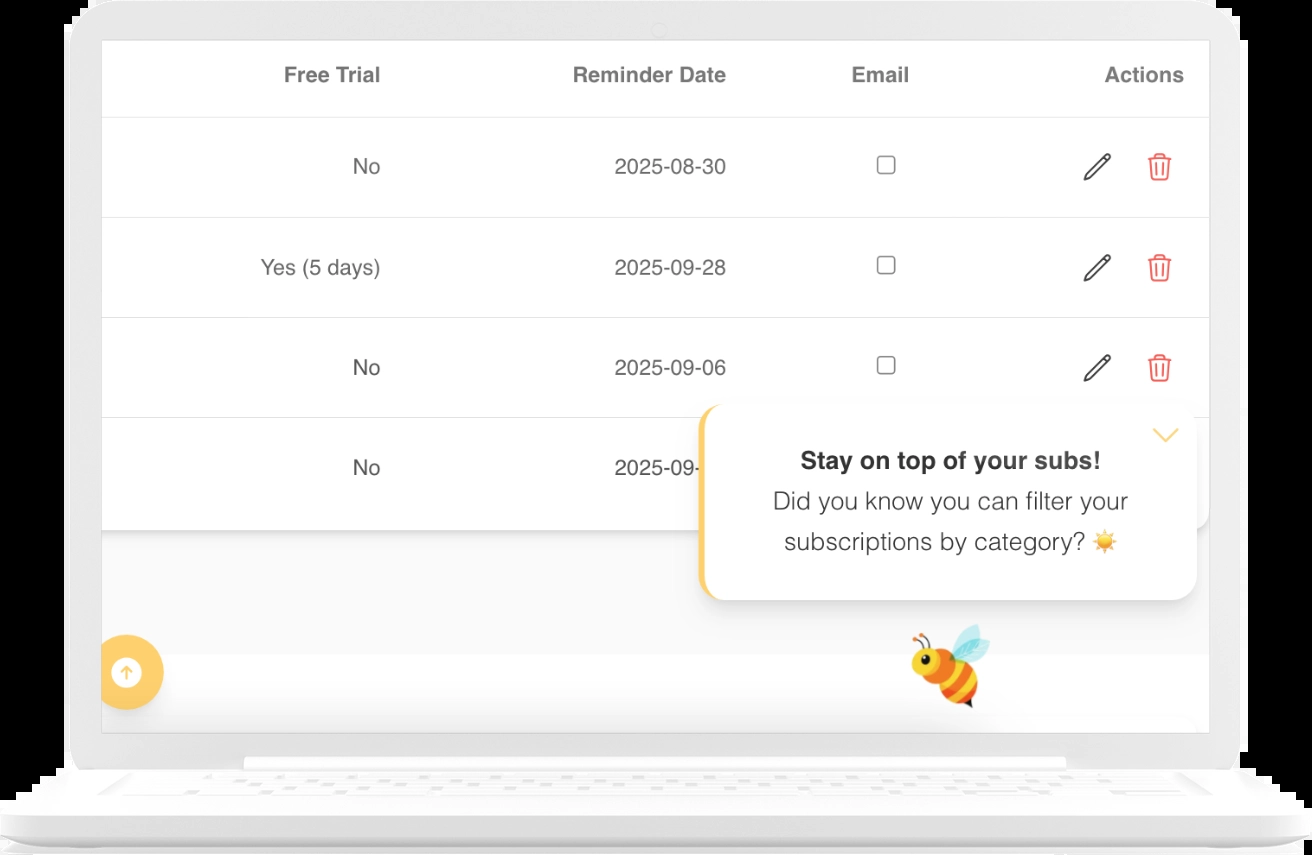 Free Trial Reminder Date Email Actions
No 2025-08-30
Yes (5 days) 2025-09-28
No 2025-09-06
No 2025-09-
Stay on top of your subs!
Did you know you can filter your
subscriptions by category? ☀️